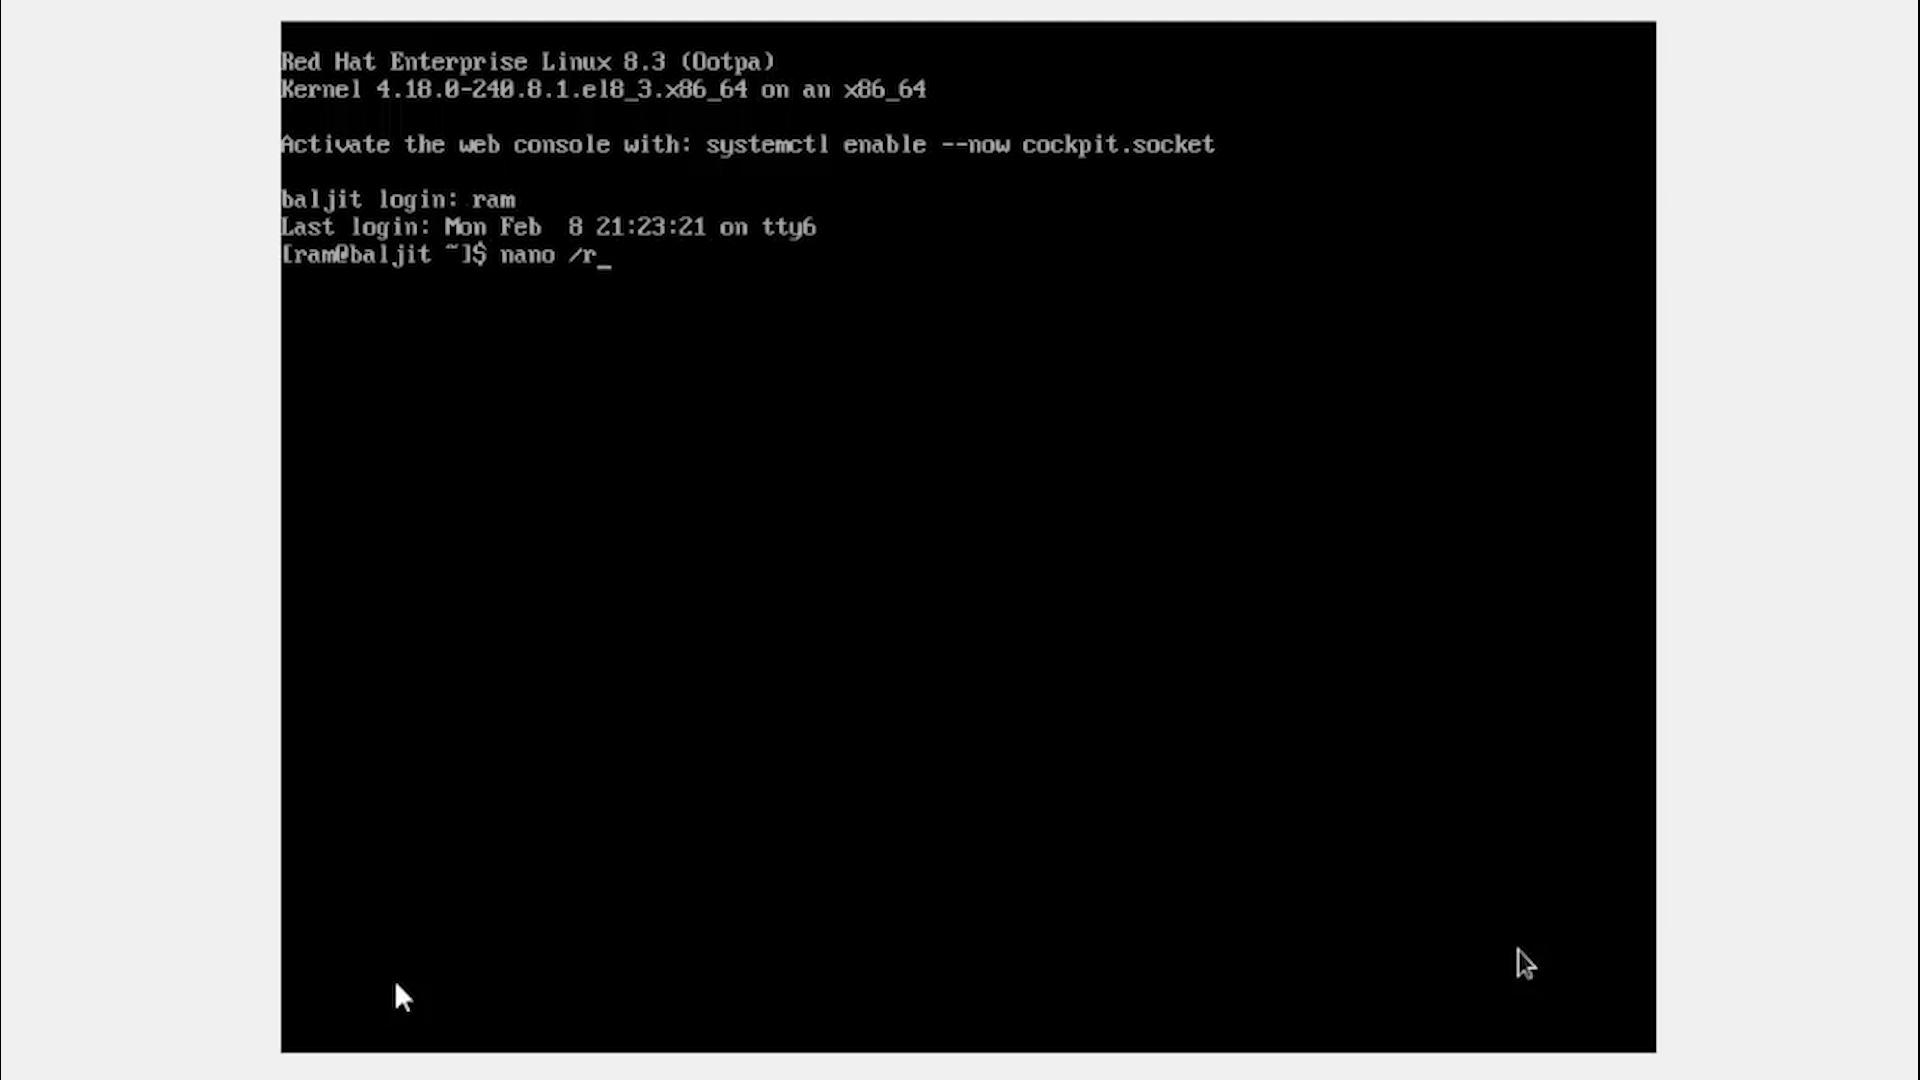 Red Hat Enterprise Linux 8.3 (Ootpa)
Kernel 4.18.0-240.8.1.el8_3.x86_64 on an x86_64
Activate the web console with: systemctl enable --now cockpit.socket
baljit login: ram
Last login: Mon Feb  8 21:23:21 on tty6
[ram@baljit ~]$ nano /r_